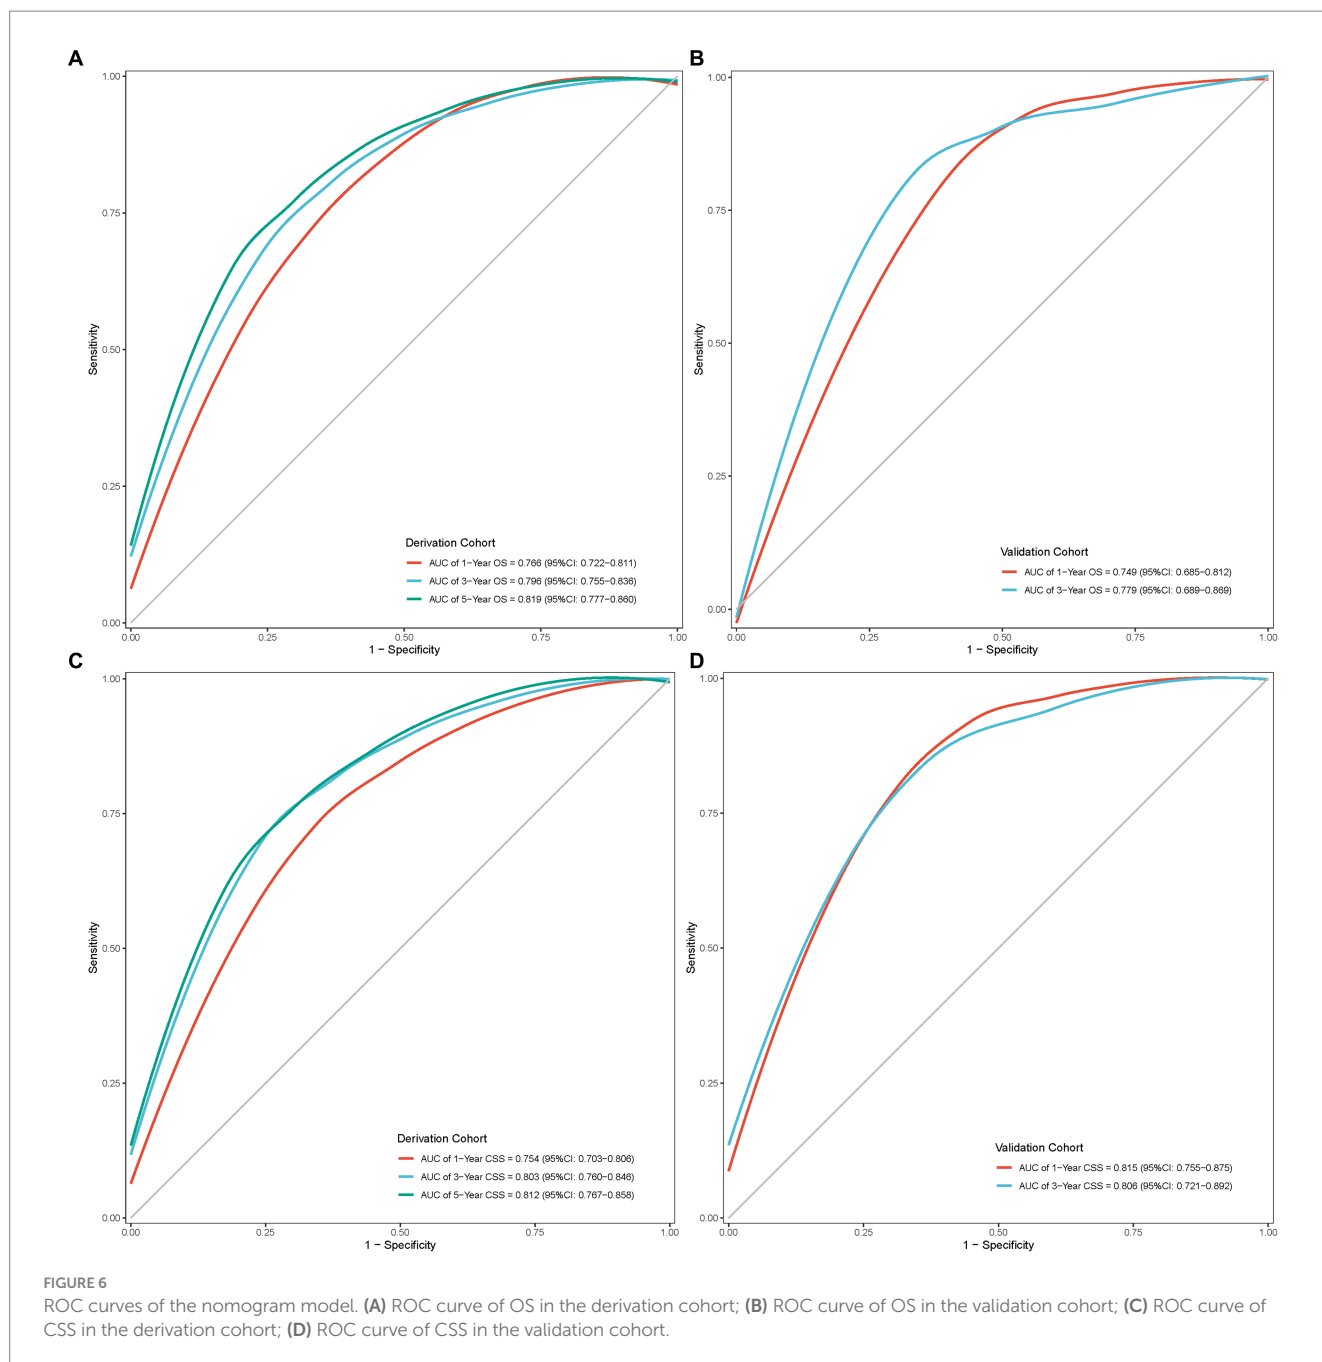 A
1.00
0.75
0.50
0.25
0.00
Sensitivity
Derivation Cohort
AUC of 1−Year OS = 0.766 (95%CI: 0.722−0.811)
AUC of 3−Year OS = 0.796 (95%CI: 0.755−0.836)
AUC of 5−Year OS = 0.819 (95%CI: 0.777−0.860)
0.00 0.25 0.50 0.75 1.00
1 − Specificity
B
1.00
0.75
0.50
0.25
0.00
Sensitivity
Validation Cohort
AUC of 1−Year OS = 0.749 (95%CI: 0.685−0.812)
AUC of 3−Year OS = 0.779 (95%CI: 0.689−0.869)
0.00 0.25 0.50 0.75 1.00
1 − Specificity
C
1.00
0.75
0.50
0.25
0.00
Sensitivity
Derivation Cohort
AUC of 1−Year CSS = 0.754 (95%CI: 0.703−0.806)
AUC of 3−Year CSS = 0.803 (95%CI: 0.760−0.846)
AUC of 5−Year CSS = 0.812 (95%CI: 0.767−0.858)
0.00 0.25 0.50 0.75 1.00
1 − Specificity
D
1.00
0.75
0.50
0.25
0.00
Sensitivity
Validation Cohort
AUC of 1−Year CSS = 0.815 (95%CI: 0.755−0.875)
AUC of 3−Year CSS = 0.806 (95%CI: 0.721−0.892)
0.00 0.25 0.50 0.75 1.00
1 − Specificity
FIGURE 6
ROC curves of the nomogram model. (A) ROC curve of OS in the derivation cohort; (B) ROC curve of OS in the validation cohort; (C) ROC curve of
CSS in the derivation cohort; (D) ROC curve of CSS in the validation cohort.